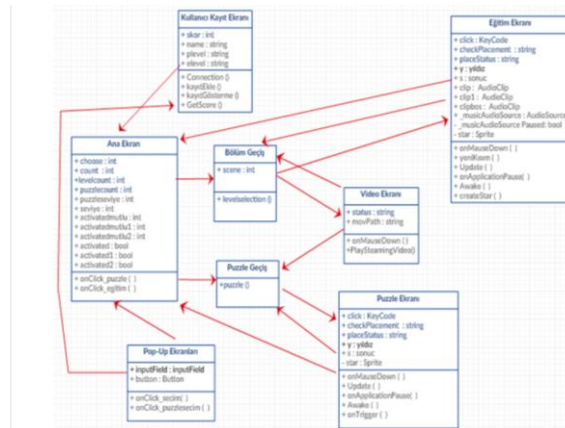 Kullanıcı Kayıt Ekranı
+ skor : int
+ name : string
+ plevel : string
+ elevel : string
+ Connection ()
+ kayıtEkle ()
+ kayıtGösterme ()
+ GetScore ()
Eğitim Ekranı
+ click : KeyCode
+ checkPlacement : string
+ placeStatus : string
+ y : yıldız
+ s : sonuc
+ clip : AudioClip
+ clip1 : AudioClip
+ clipbos : AudioClip
+ _musicAudioSource : AudioSource
- _musicAudioSource Paused: bool
- star : Sprite
+ onMauseDown ( )
+ yeniKısım ( )
+ Update ( )
+ onApplicationPause ( )
+ Awake ( )
+ createStar ( )
Ana Ekran
+ choose : int
+ count : int
+levelcount : int
+ puzzlecount : int
+ puzzleseviye : int
+ seviye : int
+ activatedmutlu : int
+ activatedmutlu1 : int
+ activatedmutlu2 : int
+ activated : bool
+ activated1 : bool
+ activated2 : bool
+ onClick_puzzle( )
+ onClick_egitim( )
Bölüm Geçiş
+ scene : int
+ levelselection ()
Video Ekranı
+ status : string
+ movPath : string
+ onMauseDown ( )
+PlaySteamingVideo()
Puzzle Geçiş
+puzzle ()
Puzzle Ekranı
+ click : KeyCode
+ checkPlacement : string
+ placeStatus : string
+ y : yıldız
+ s : sonuc
- star : Sprite
+ onMauseDown ( )
+ Update ( )
+ onApplicationPause( )
+ Awake ( )
+ onTrigger ( )
Pop-Up Ekranları
+ inputField : inputField
+ button : Button
+ onClick_secim( )
+ onClick_puzzlesecim( )